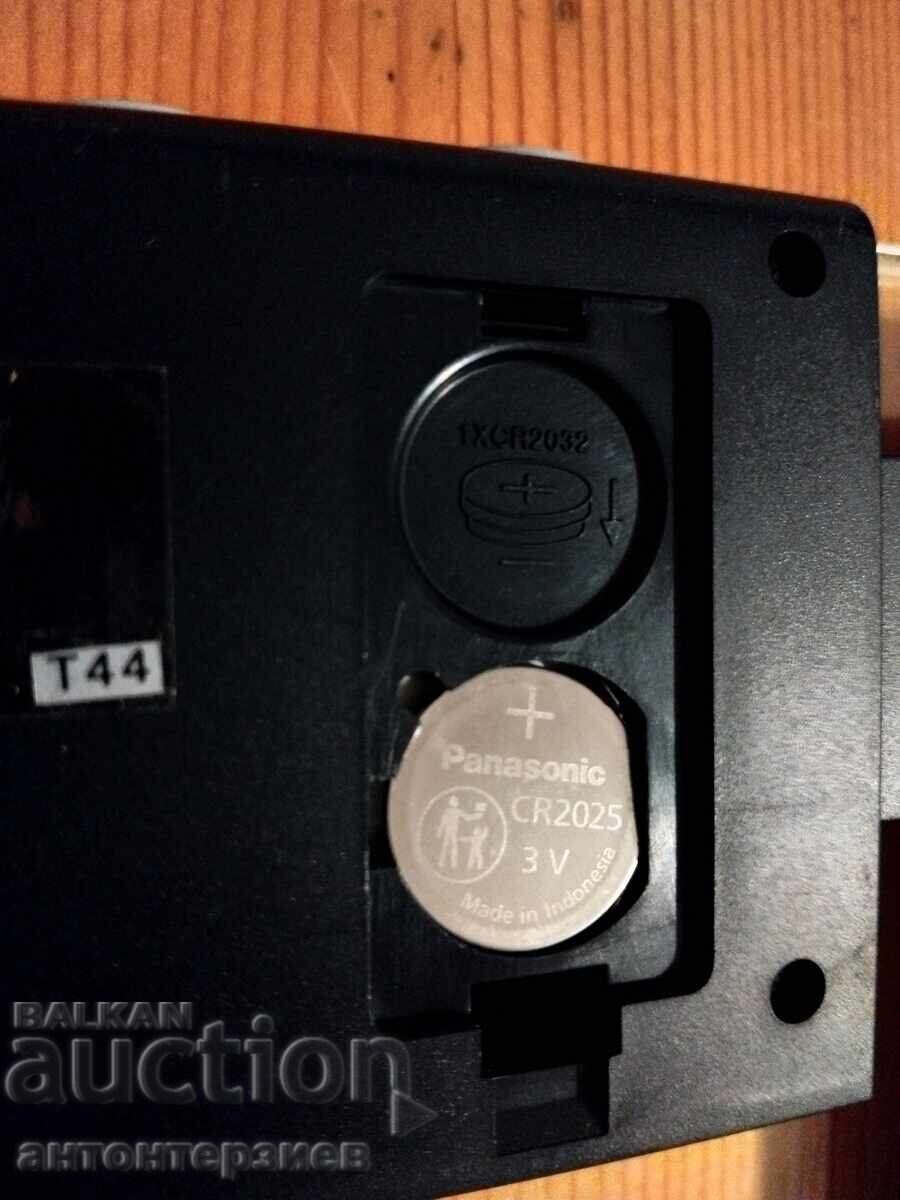 1XCR2032
+
−
T44
+
Panasonic
CR2025
3 V
Made in Indonesia
BALKAN
auction
антонтерзиев